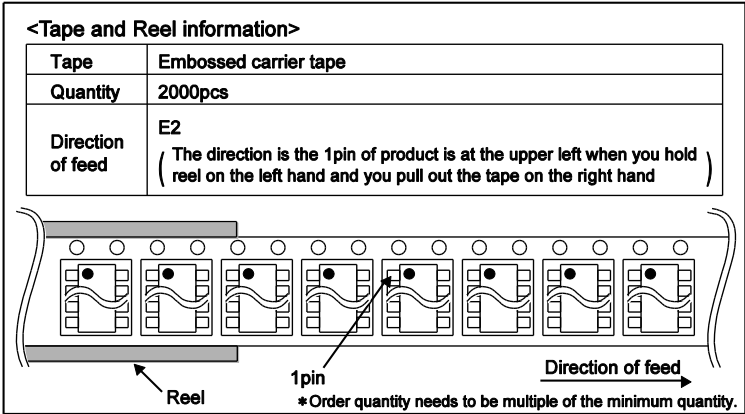 <Tape and Reel information>
Tape Embossed carrier tape
Quantity 2000pcs
Direction of feed
E2
( The direction is the 1pin of product is at the upper left when you hold
reel on the left hand and you pull out the tape on the right hand )
Direction of feed
1pin
Reel
*Order quantity needs to be multiple of the minimum quantity.